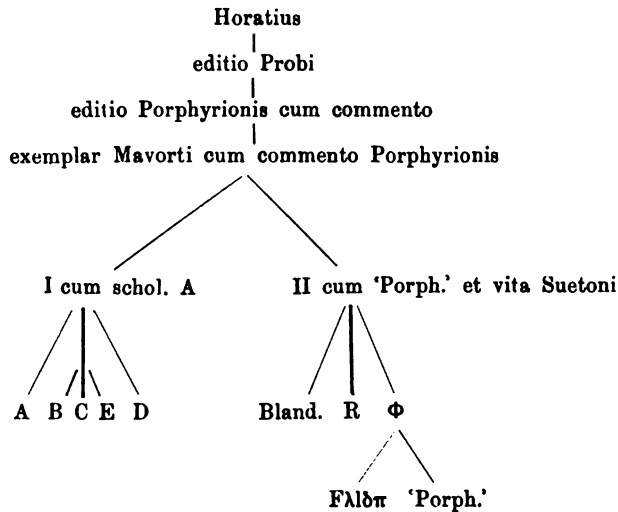 Horatius
editio Probi
editio Porphyrionis cum commento
exemplar Mavorti cum commento Porphyrionis
I cum schol. A    II cum 'Porph.' et vita Suetoni
A B C E D    Bland. R Φ
Fλlδπ 'Porph.'